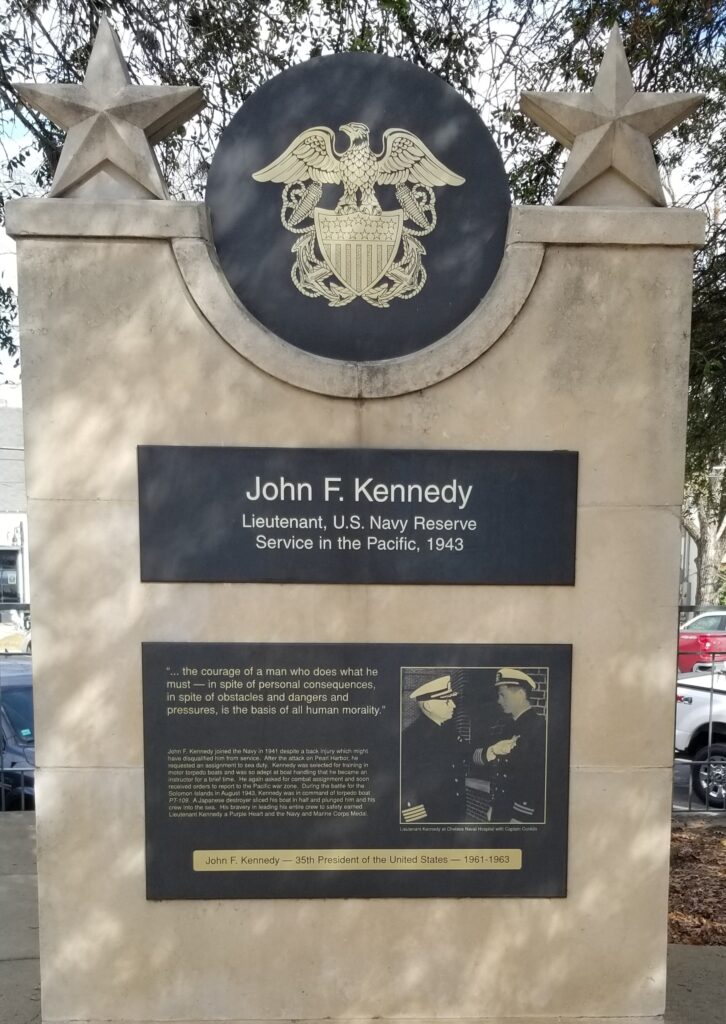 John F. Kennedy
Lieutenant, U.S. Navy Reserve
Service in the Pacific, 1943
"... the courage of a man who does what he
must — in spite of personal consequences,
in spite of obstacles and dangers and
pressures, is the basis of all human morality."
John F. Kennedy joined the Navy in 1941 despite a back injury which might
have disqualified him from service. After the attack on Pearl Harbor, he
requested an assignment to sea duty. Kennedy was selected for training in
motor torpedo boats and was so adept at boat handling that he became an
instructor for a brief time. He again asked for combat assignment and soon
received orders to report to the Pacific war zone. During the battle for the
Solomon Islands in August 1943, Kennedy was in command of torpedo boat
PT-109. A Japanese destroyer sliced his boat in half and plunged him and his
crew into the sea. His bravery in leading his entire crew to safety earned
Lieutenant Kennedy a Purple Heart and the Navy and Marine Corps Medal.
Lieutenant Kennedy at Chelsea Naval Hospital with Captain Conklin
John F. Kennedy — 35th President of the United States — 1961-1963